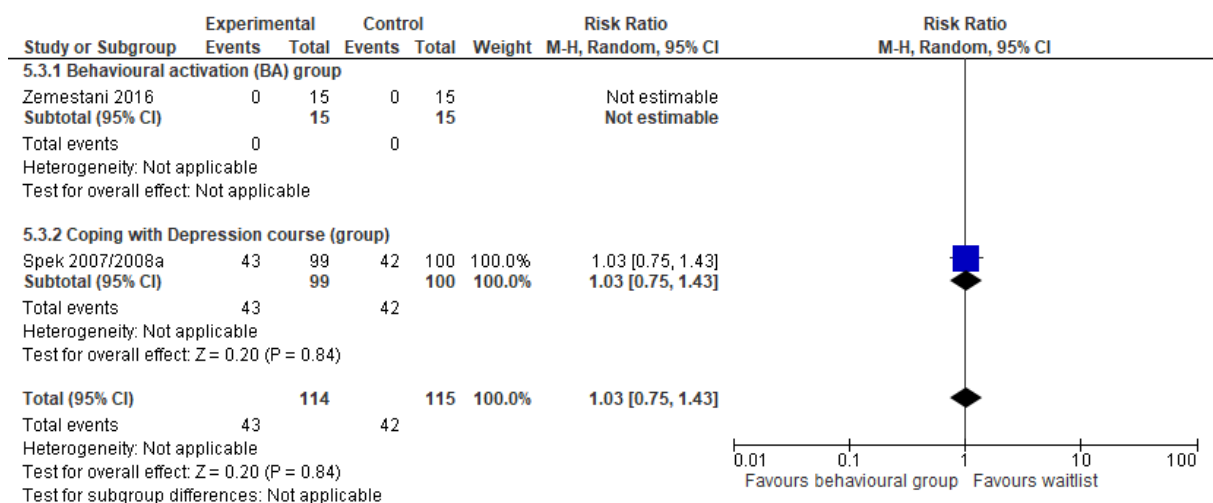 Experimental Control Risk Ratio Risk Ratio
Study or Subgroup Events Total Events Total Weight M-H, Random, 95% CI M-H, Random, 95% CI
5.3.1 Behavioural activation (BA) group
Zemestani 2016 0 15 0 15 Not estimable
Subtotal (95% CI) 15 15 Not estimable
Total events 0 0
Heterogeneity: Not applicable
Test for overall effect: Not applicable
5.3.2 Coping with Depression course (group)
Spek 2007/2008a 43 99 42 100 100.0% 1.03 [0.75, 1.43]
Subtotal (95% CI) 99 100 100.0% 1.03 [0.75, 1.43]
Total events 43 42
Heterogeneity: Not applicable
Test for overall effect: Z = 0.20 (P = 0.84)
Total (95% CI) 114 115 100.0% 1.03 [0.75, 1.43]
Total events 43 42
Heterogeneity: Not applicable
Test for overall effect: Z = 0.20 (P = 0.84)
Test for subgroup differences: Not applicable
0.01 0.1 1 10 100
Favours behavioural group Favours waitlist